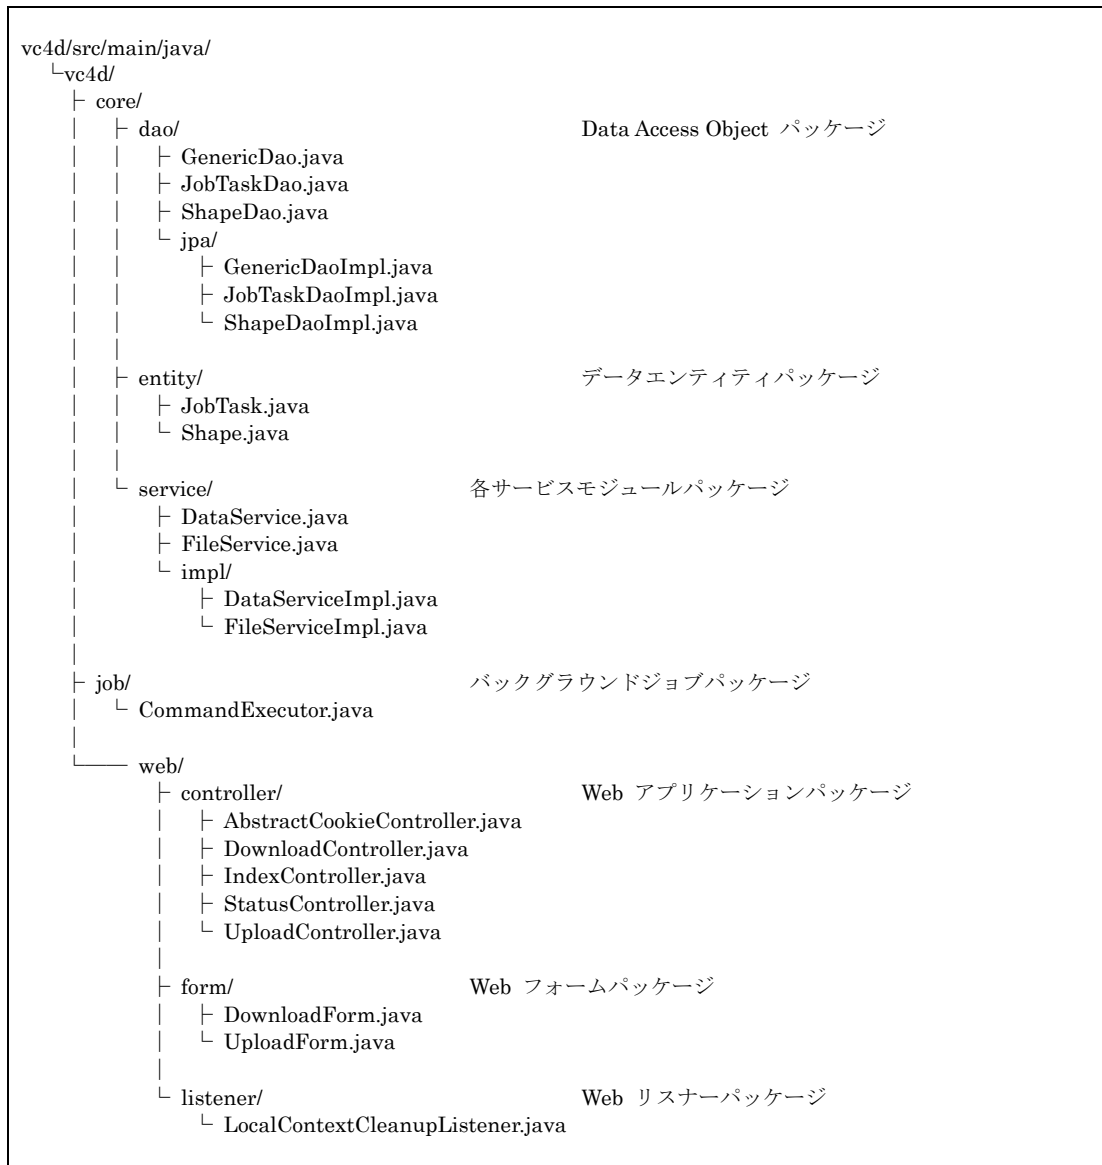 vc4d/src/main/java/
└vc4d/
├ core/
│ ├ dao/ Data Access Object パッケージ
│ │ ├ GenericDao.java
│ │ ├ JobTaskDao.java
│ │ ├ ShapeDao.java
│ │ └ jpa/
│ │ ├ GenericDaoImpl.java
│ │ ├ JobTaskDaoImpl.java
│ │ └ ShapeDaoImpl.java
│ │
│ ├ entity/ データエンティティパッケージ
│ │ ├ JobTask.java
│ │ └ Shape.java
│ │
│ └ service/ 各サービスモジュールパッケージ
│ ├ DataService.java
│ ├ FileService.java
│ └ impl/
│ ├ DataServiceImpl.java
│ └ FileServiceImpl.java
│
├ job/ バックグラウンドジョブパッケージ
│ └ CommandExecutor.java
│
└── web/
├ controller/ Web アプリケーションパッケージ
│ ├ AbstractCookieController.java
│ ├ DownloadController.java
│ ├ IndexController.java
│ ├ StatusController.java
│ └ UploadController.java
│
├ form/ Web フォームパッケージ
│ ├ DownloadForm.java
│ └ UploadForm.java
│
└ listener/ Web リスナーパッケージ
└ LocalContextCleanupListener.java